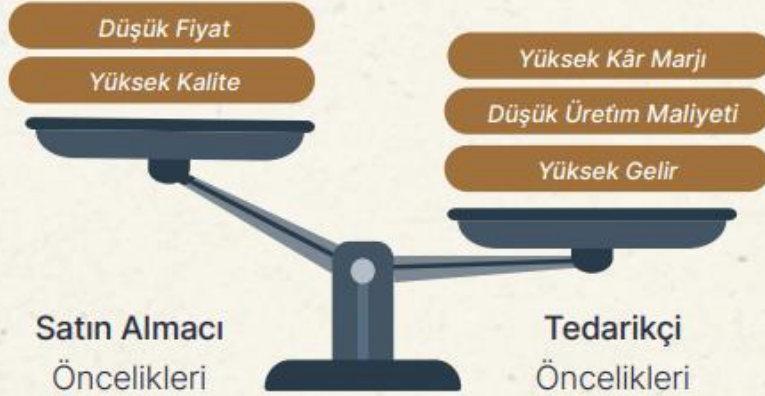 Düşük Fiyat
Yüksek Kalite
Yüksek Kâr Marjı
Düşük Üretim Maliyeti
Yüksek Gelir
Satın Almacı
Öncelikleri
Tedarikçi
Öncelikleri